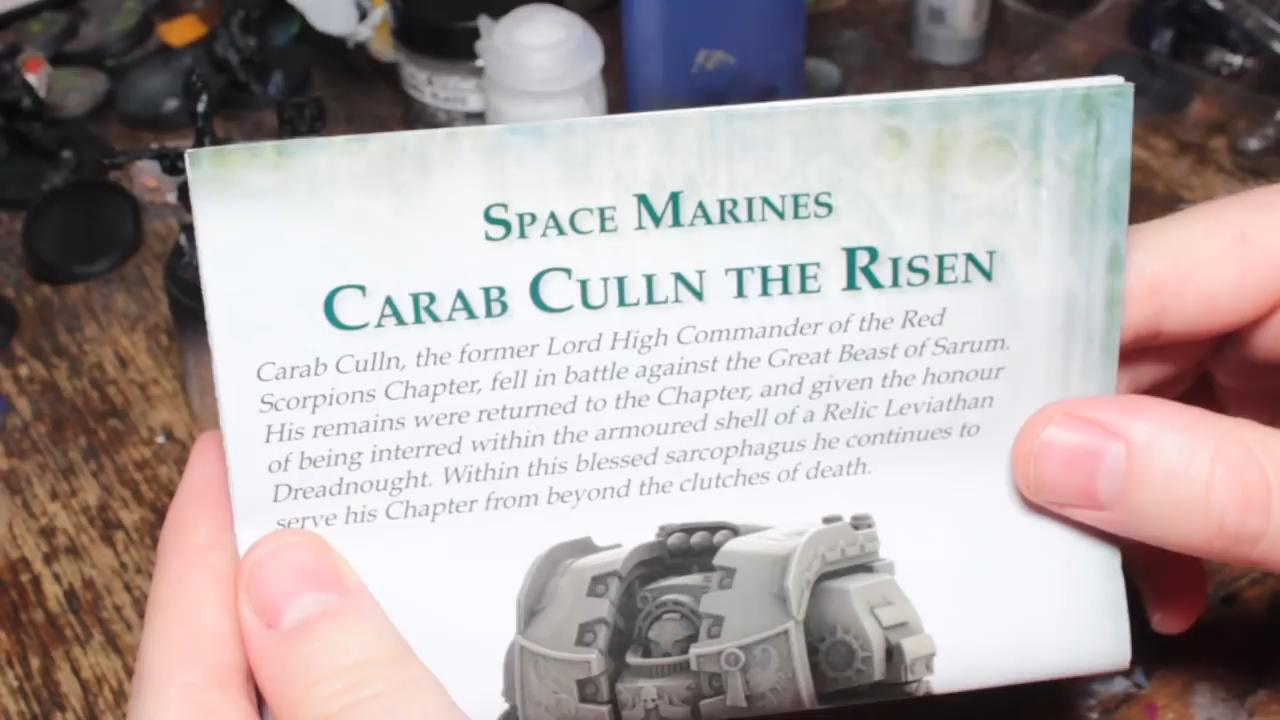 SPACE MARINES
CARAB CULLN THE RISEN
Carab Culln, the former Lord High Commander of the Red
Scorpions Chapter, fell in battle against the Great Beast of Sarum.
His remains were returned to the Chapter, and given the honour
of being interred within the armoured shell of a Relic Leviathan
Dreadnought. Within this blessed sarcophagus he continues to
serve his Chapter from beyond the clutches of death.